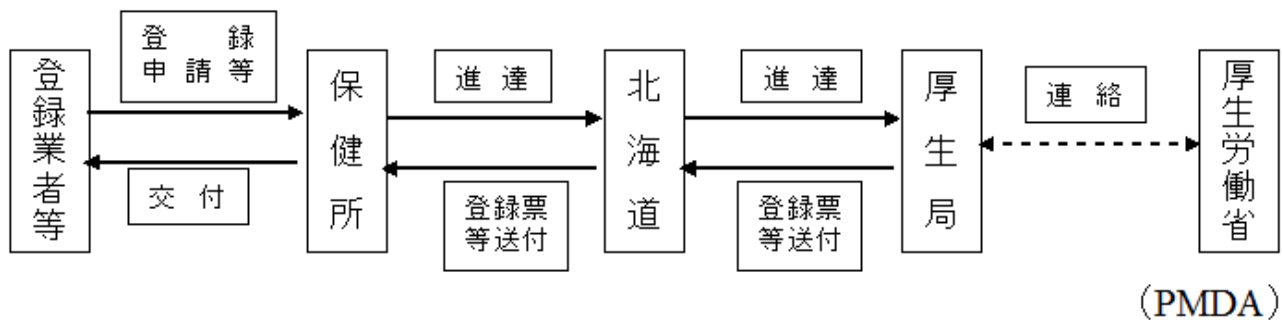 登録業者等
登 録
申 請 等
交 付
保健所
進 達
登録票
等送付
北海道
進 達
登録票
等送付
厚生局
連 絡
厚生労働省
（PMDA）